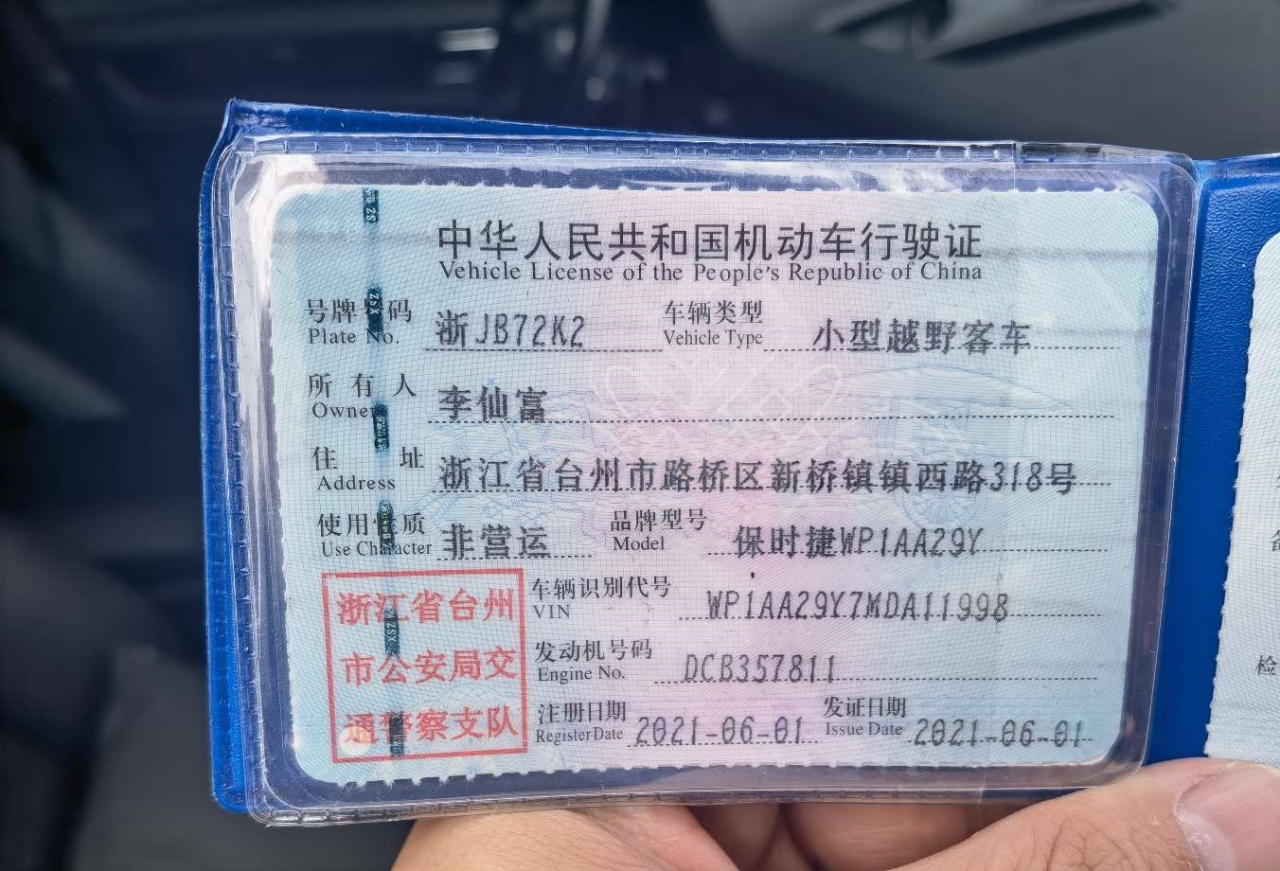 中华人民共和国机动车行驶证
Vehicle License of the People's Republic of China
号牌号码 浙JB72K2 车辆类型 小型越野客车
Plate No. Vehicle Type
所有人 李仙富
Owner
住址 浙江省台州市路桥区新桥镇镇西路318号
Address
使用性质 非营运 品牌型号 保时捷WP1AA29Y
Use Character Model
浙江省台州
市公安局交
通警察支队
车辆识别代号 WP1AA29Y7MDA11998
VIN
发动机号码 DCB357811
Engine No.
注册日期 2021-06-01 发证日期 2021-06-01
Register Date Issue Date
检